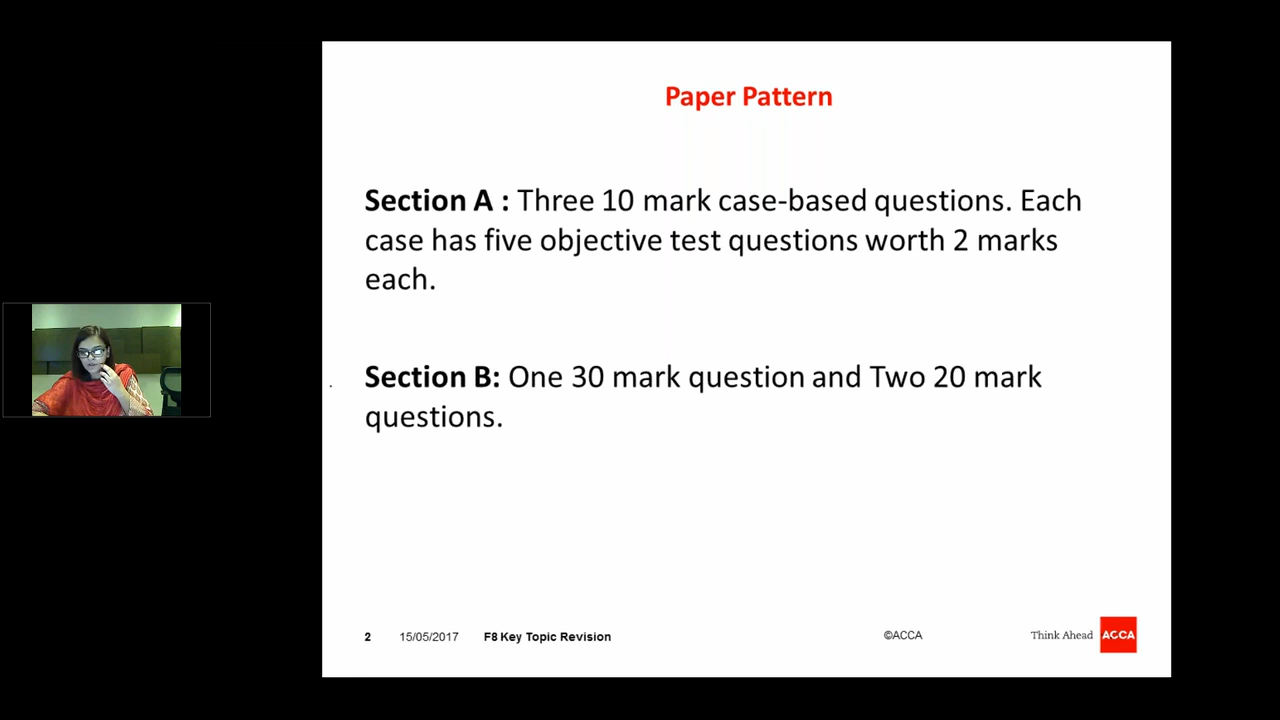 Paper Pattern
Section A : Three 10 mark case-based questions. Each
case has five objective test questions worth 2 marks
each.
Section B: One 30 mark question and Two 20 mark
questions.
2 15/05/2017 F8 Key Topic Revision ©ACCA Think Ahead ACCA